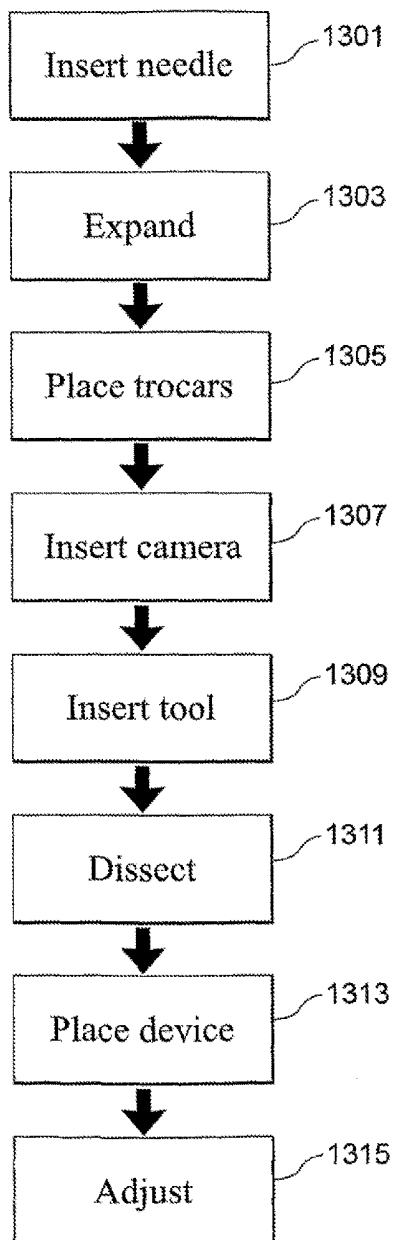 Insert needle
1301
Expand
1303
Place trocars
1305
Insert camera
1307
Insert tool
1309
Dissect
1311
Place device
1313
Adjust
1315